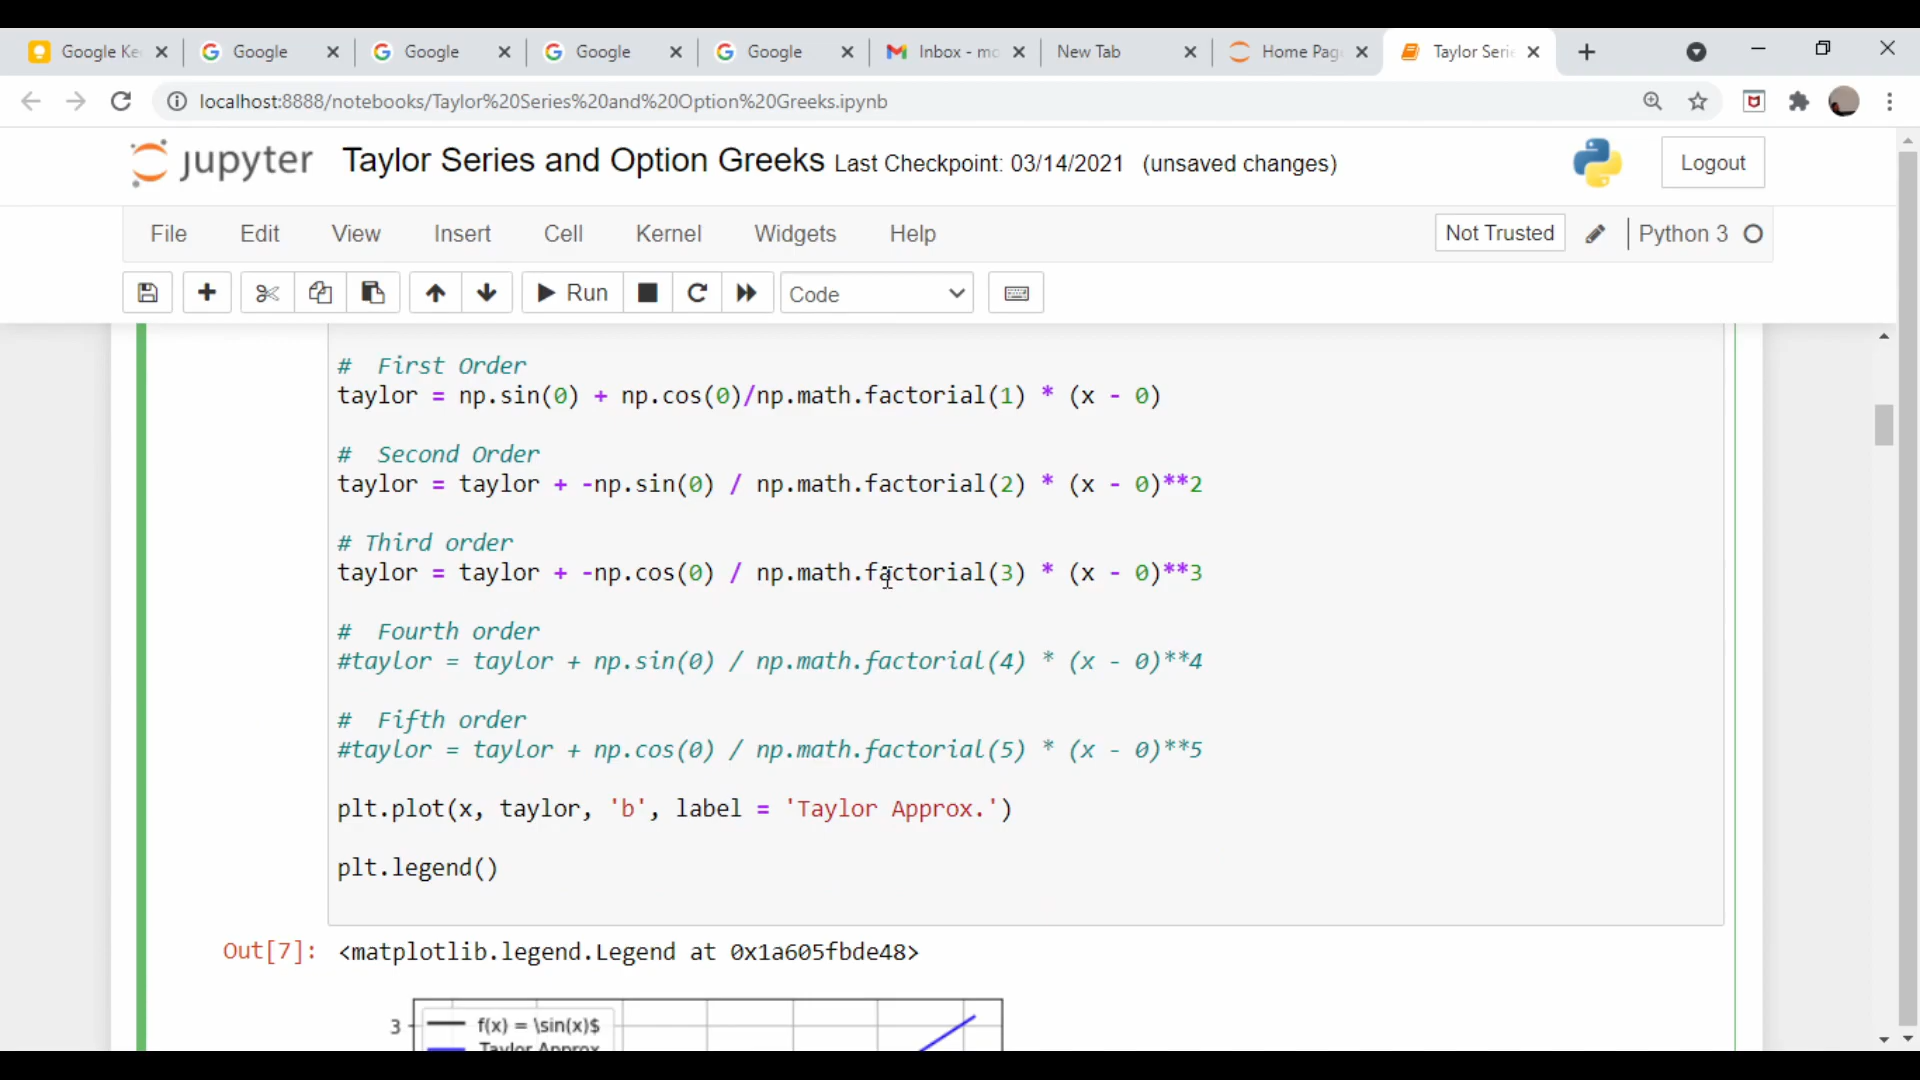 Google Ke
Google
Google
Google
Google
Inbox - mo
New Tab
Home Pag
Taylor Seri
localhost:8888/notebooks/Taylor%20Series%20and%20Option%20Greeks.ipynb
jupyter Taylor Series and Option Greeks Last Checkpoint: 03/14/2021 (unsaved changes)
Logout
File Edit View Insert Cell Kernel Widgets Help
Not Trusted
Python 3
Run
Code
# First Order
taylor = np.sin(0) + np.cos(0)/np.math.factorial(1) * (x - 0)
# Second Order
taylor = taylor + -np.sin(0) / np.math.factorial(2) * (x - 0)**2
# Third order
taylor = taylor + -np.cos(0) / np.math.factorial(3) * (x - 0)**3
# Fourth order
#taylor = taylor + np.sin(0) / np.math.factorial(4) * (x - 0)**4
# Fifth order
#taylor = taylor + np.cos(0) / np.math.factorial(5) * (x - 0)**5
plt.plot(x, taylor, 'b', label = 'Taylor Approx.')
plt.legend()
Out[7]: <matplotlib.legend.Legend at 0x1a605fbde48>
3
f(x) = \sin(x)$
Taylor Approx